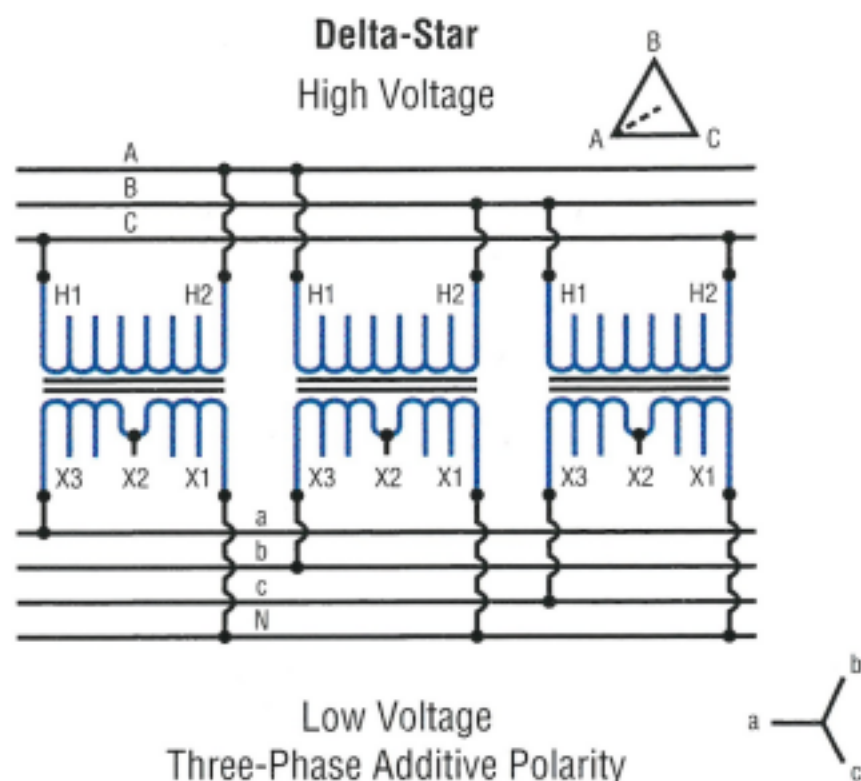 Delta-Star
High Voltage
B
A C
A
B
C
H1 H2 H1 H2 H1 H2
X3 X2 X1 X3 X2 X1 X3 X2 X1
a
b
c
N
b
a
c
Low Voltage
Three-Phase Additive Polarity